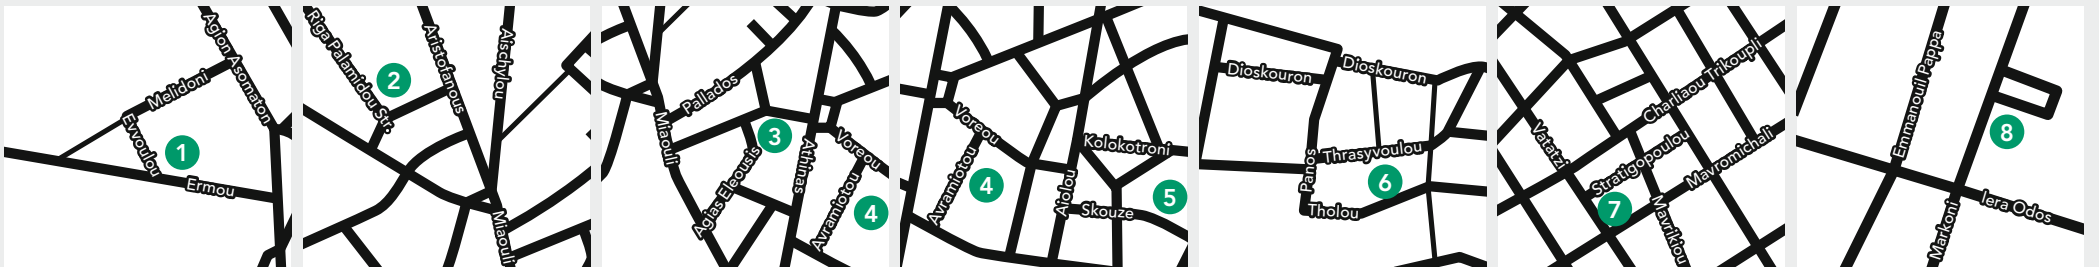 Agion Asomaton
Melidoni
Evvoulou
1
Ermou
Riga Palamidou Str.
Aristofanous
Aischylou
2
Miaouli
Pallados
Miaouli
3
Agias Eleousis
Athinas
Voreou
Avramiotou
4
Voreou
Avramiotou
4
Kolokotroni
Aiolou
Skouze
5
Dioskouron
Dioskouron
Thrasyvoulou
Panos
6
Tholou
Charilaou Trikoupi
Valtetsi
Stratigopoulou
Mavromichali
7
Mavrikiou
Emmanouil Pappa
8
Iera Odos
Markoni